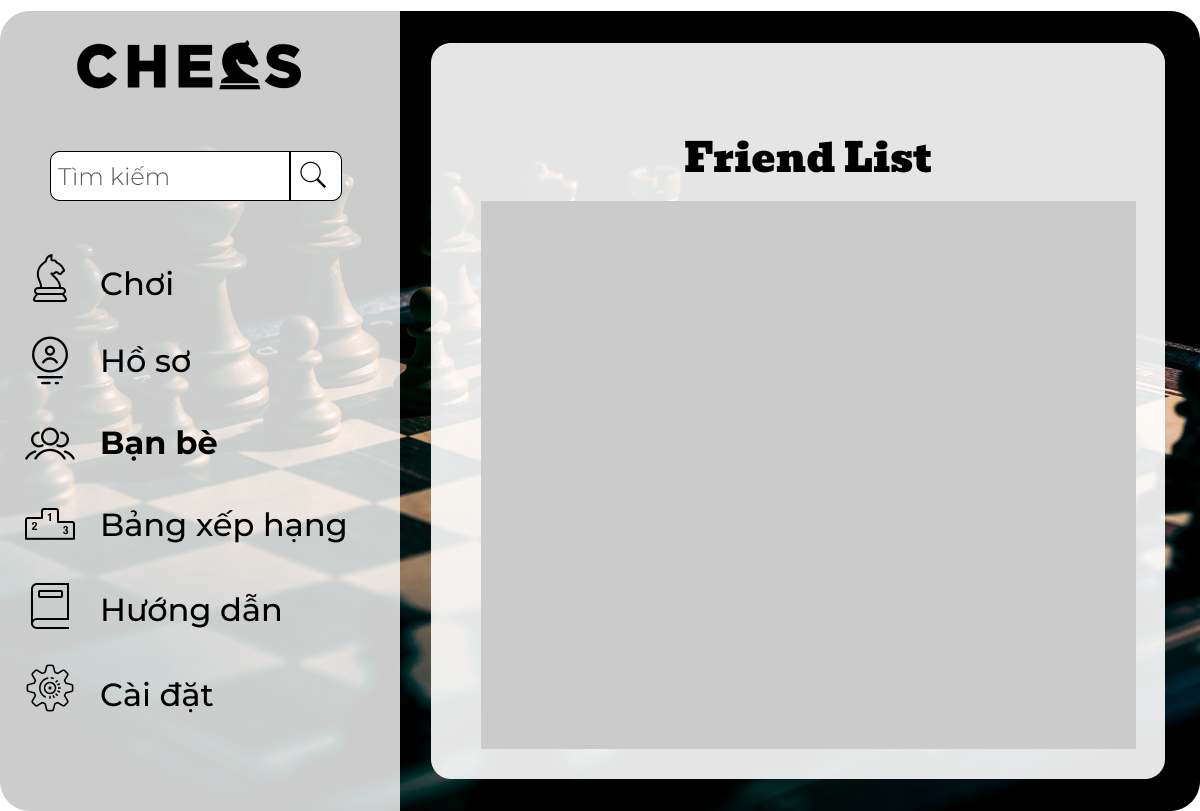 CHESS
Tìm kiếm
Chơi
Hồ sơ
Bạn bè
2 1 3
Bảng xếp hạng
Hướng dẫn
Cài đặt
Friend List